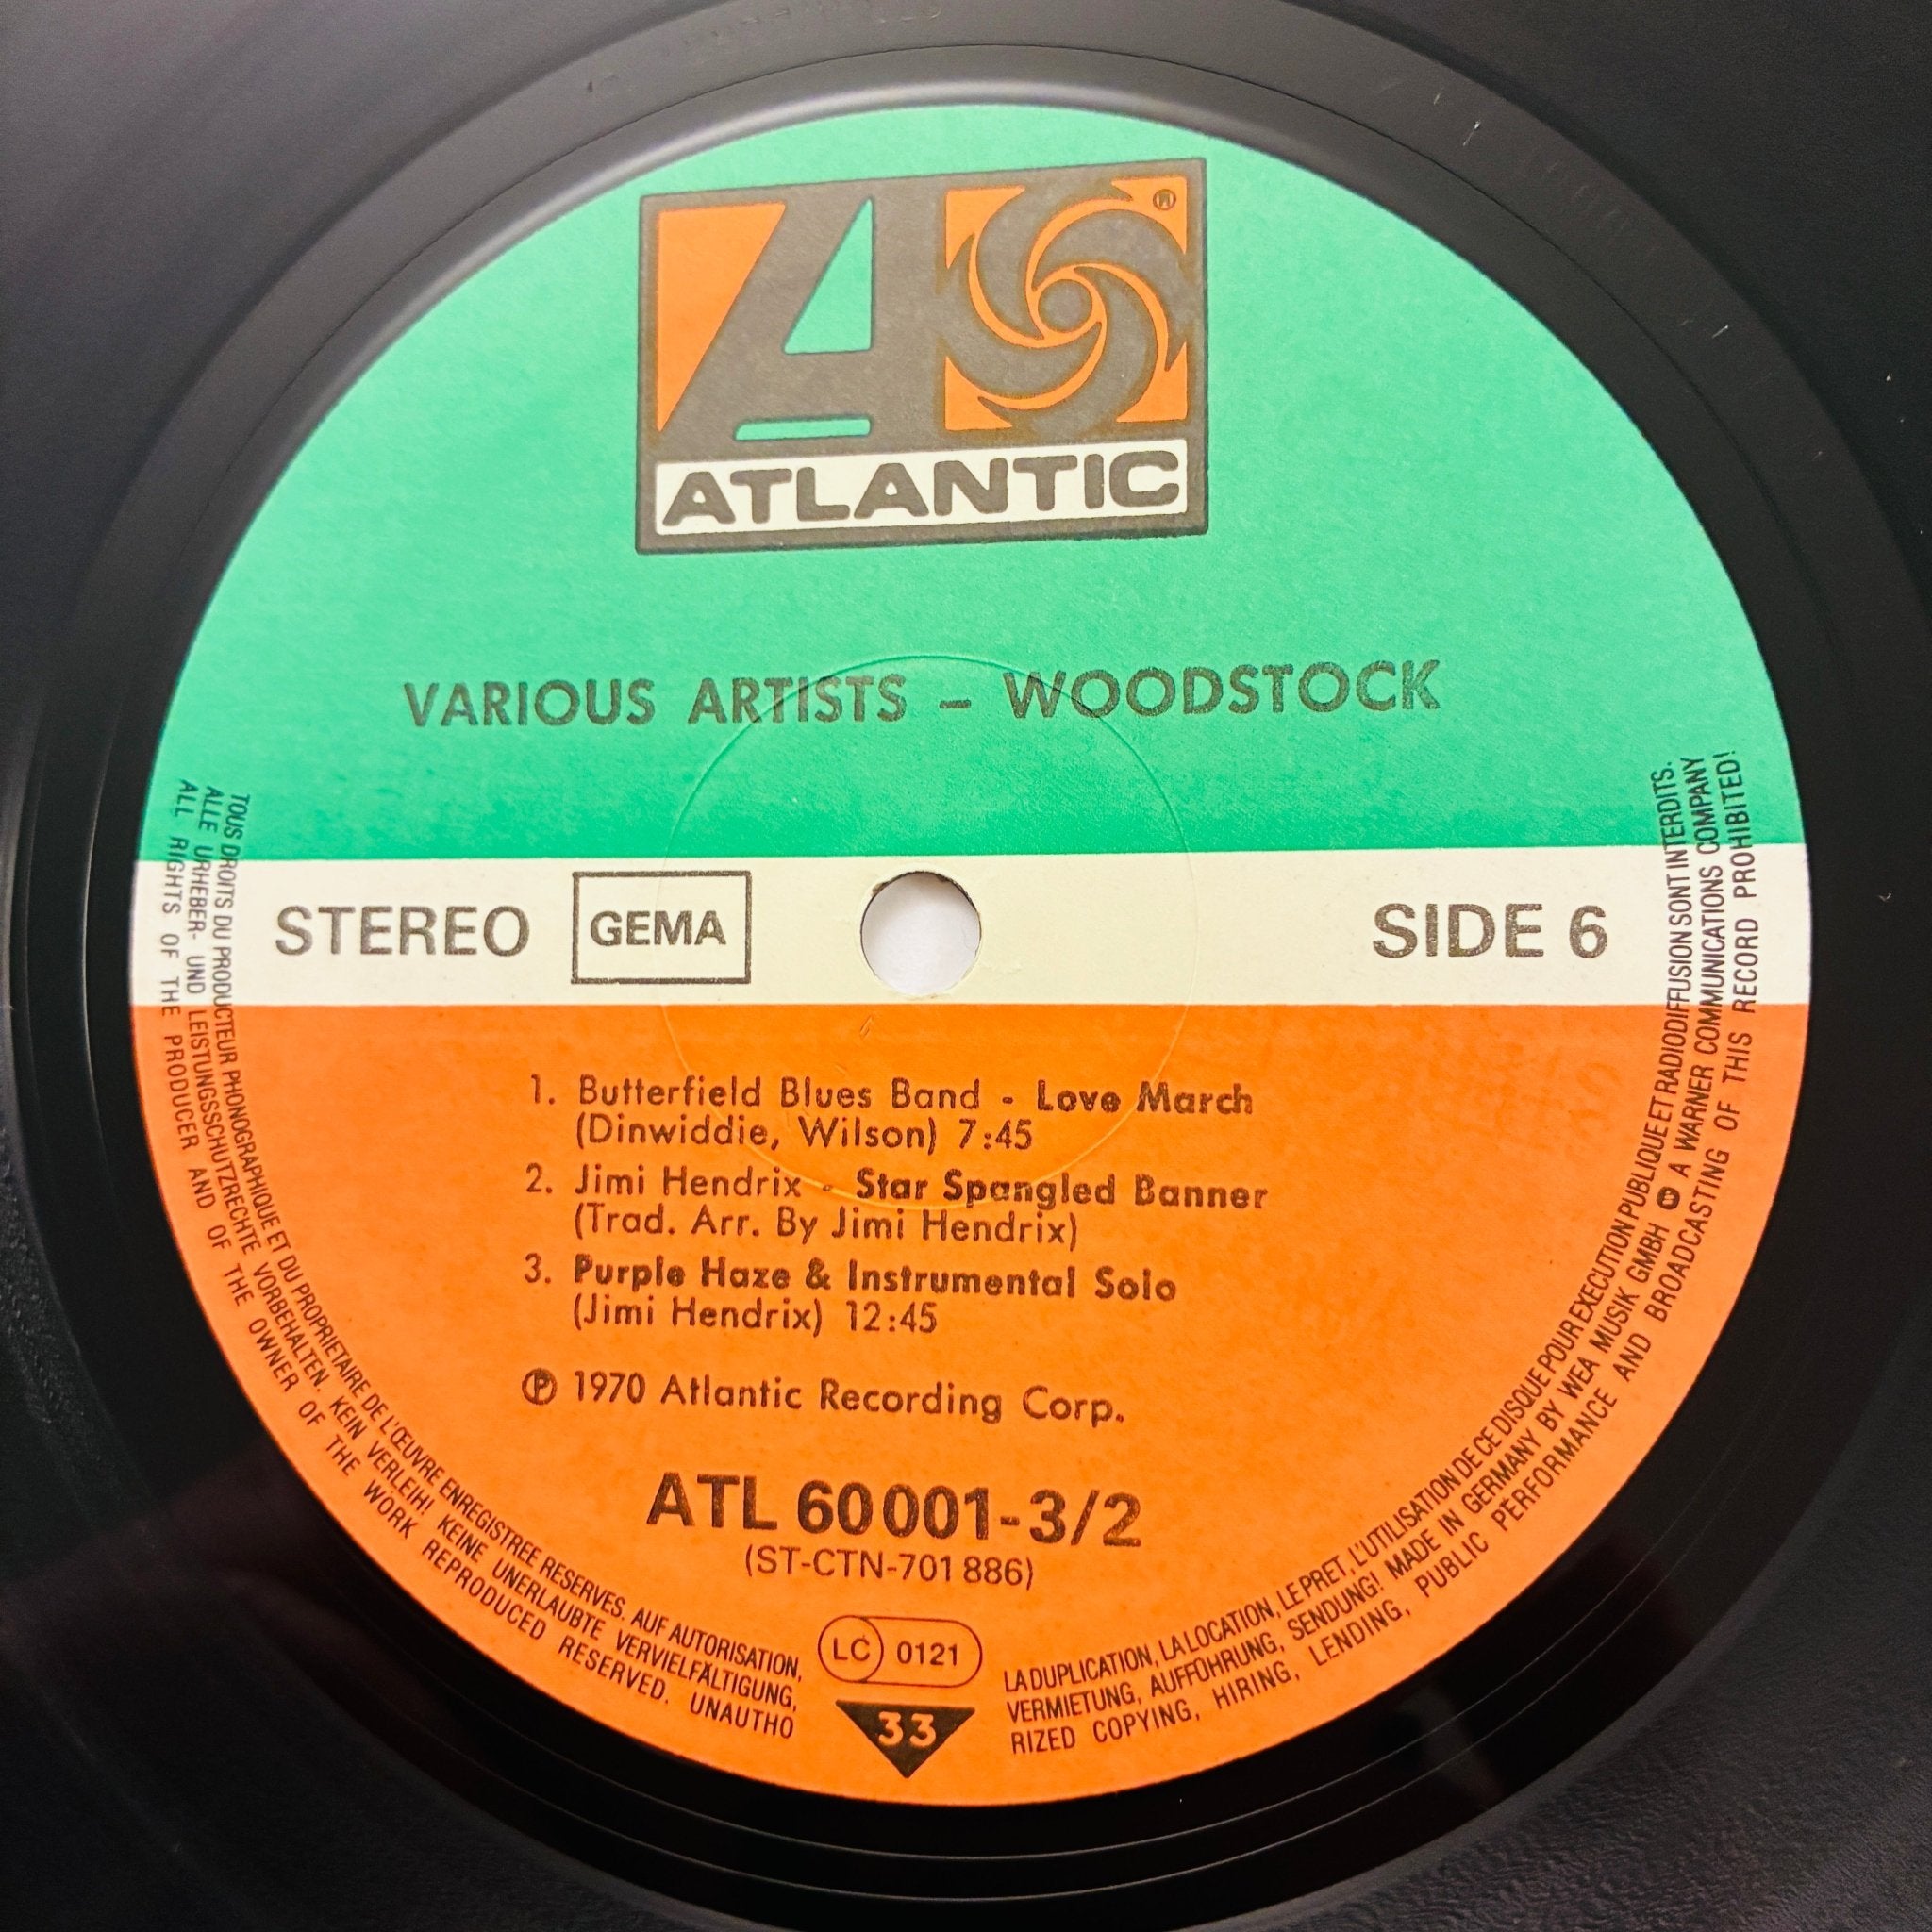 ATLANTIC
VARIOUS ARTISTS – WOODSTOCK
STEREO GEMA SIDE 6
1. Butterfield Blues Band - Love March
(Dinwiddie, Wilson) 7:45
2. Jimi Hendrix - Star Spangled Banner
(Trad. Arr. By Jimi Hendrix)
3. Purple Haze & Instrumental Solo
(Jimi Hendrix) 12:45
℗ 1970 Atlantic Recording Corp.
ATL 60 001-3/2
(ST-CTN-701 886)
LC 0121
33
TOUS DROITS DU PRODUCTEUR PHONOGRAPHIQUE ET DU PROPRIETAIRE DE L'ŒUVRE ENREGISTREE RESERVES. AUF AUTORISATION, LA DUPLICATION, LA LOCATION, LE PRET, L'UTILISATION DE CE DISQUE POUR EXECUTION PUBLIQUE ET RADIODIFFUSION SONT INTERDITS.
ALLE URHEBER- UND LEISTUNGSSCHUTZRECHTE VORBEHALTEN. KEIN VERLEIH! KEINE UNERLAUBTE VERVIELFÄLTIGUNG, VERMIETUNG, AUFFÜHRUNG, SENDUNG! MADE IN GERMANY BY WEA MUSIK GMBH A WARNER COMMUNICATIONS COMPANY
ALL RIGHTS OF THE PRODUCER AND OF THE OWNER OF THE WORK REPRODUCED RESERVED. UNAUTHORIZED COPYING, HIRING, LENDING, PUBLIC PERFORMANCE AND BROADCASTING OF THIS RECORD PROHIBITED!